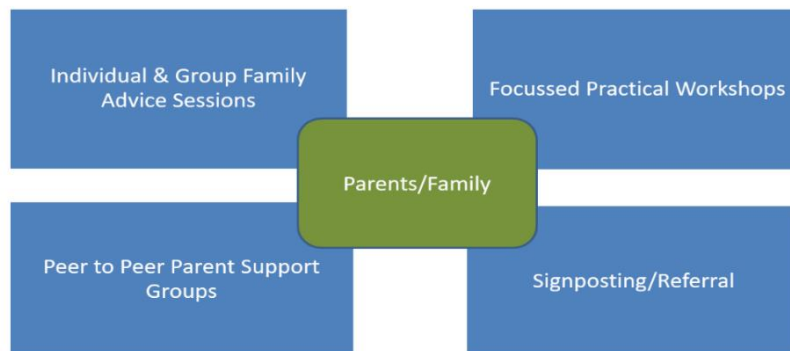 Individual & Group Family
Advice Sessions
Focussed Practical Workshops
Parents/Family
Peer to Peer Parent Support
Groups
Signposting/Referral